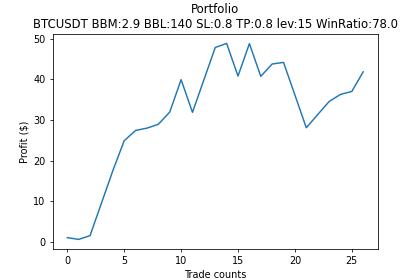 Portfolio
BTCUSDT BBM:2.9 BBL:140 SL:0.8 TP:0.8 lev:15 WinRatio:78.0
50
40
30
20
10
0
Profit ($)
0 5 10 15 20 25
Trade counts